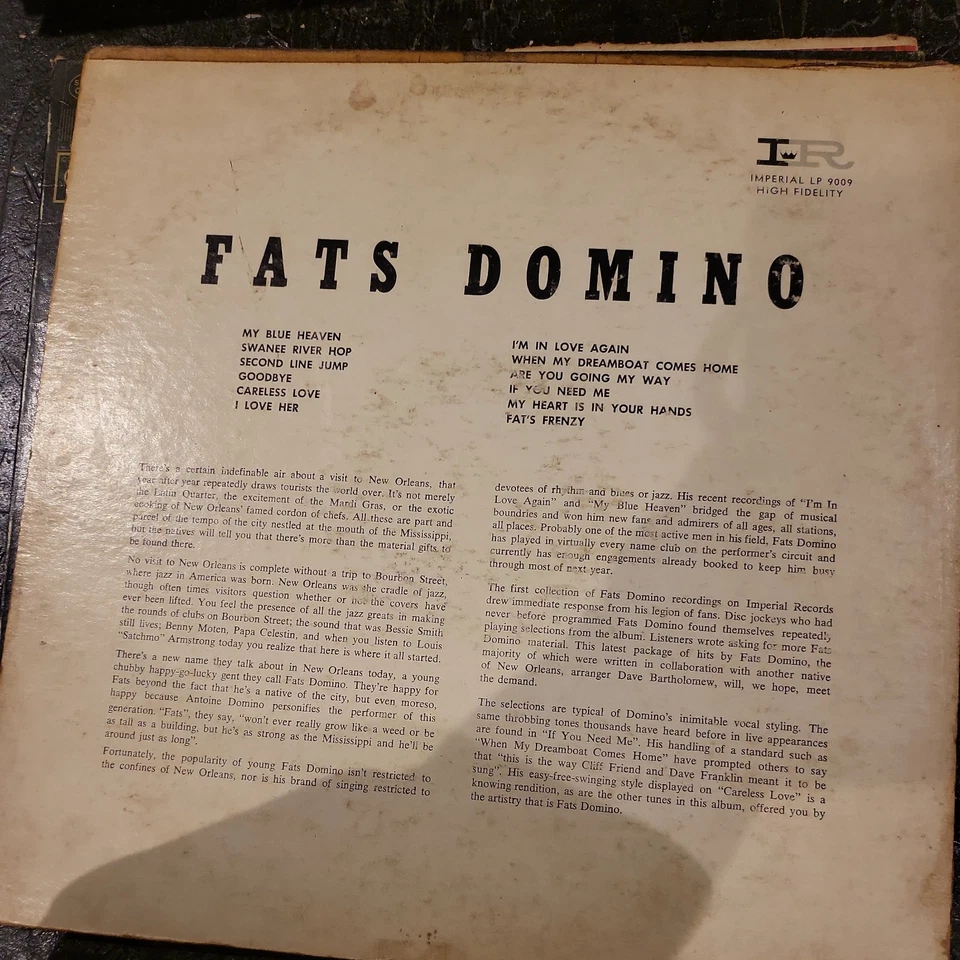 IR
IMPERIAL LP 9009
HIGH FIDELITY
FATS DOMINO
MY BLUE HEAVEN
SWANEE RIVER HOP
SECOND LINE JUMP
GOODBYE
CARELESS LOVE
I LOVE HER
I'M IN LOVE AGAIN
WHEN MY DREAMBOAT COMES HOME
ARE YOU GOING MY WAY
IF YOU NEED ME
MY HEART IS IN YOUR HANDS
FAT'S FRENZY
There's a certain indefinable air about a visit to New Orleans, that
year after year repeatedly draws tourists the world over. It's not merely
the Latin Quarter, the excitement of the Mardi Gras, or the exotic
cooking of New Orleans' famed cordon of chefs. All these are part and
parcel of the tempo of the city nestled at the mouth of the Mississippi,
but the natives will tell you that there's more than the material gifts to
be found there.
No visit to New Orleans is complete without a trip to Bourbon Street,
where jazz in America was born. New Orleans was the cradle of jazz,
though often times visitors question whether or not the covers have
ever been lifted. You feel the presence of all the jazz greats in making
the rounds of clubs on Bourbon Street; the sound that was Bessie Smith
still lives; Benny Moten, Papa Celestin, and when you listen to Louis
"Satchmo" Armstrong today you realize that here is where it all started.
There's a new name they talk about in New Orleans today, a young
chubby happy-go-lucky gent they call Fats Domino. They're happy for
Fats beyond the fact that he's a native of the city, but even moreso,
happy because Antoine Domino personifies the performer of this
generation. "Fats", they say, "won't ever really grow like a weed or be
as tall as a building, but he's as strong as the Mississippi and he'll be
around just as long".
Fortunately, the popularity of young Fats Domino isn't restricted to
the confines of New Orleans, nor is his brand of singing restricted to
devotees of rhythm and blues or jazz. His recent recordings of "I'm In
Love Again" and "My Blue Heaven" bridged the gap of musical
boundries and won him new fans and admirers of all ages, all stations,
all places. Probably one of the most active men in his field, Fats Domino
has played in virtually every name club on the performer's circuit and
currently has enough engagements already booked to keep him busy
through most of next year.
The first collection of Fats Domino recordings on Imperial Records
drew immediate response from his legion of fans. Disc jockeys who had
never before programmed Fats Domino found themselves repeatedly
playing selections from the album. Listeners wrote asking for more Fats
Domino material. This latest package of hits by Fats Domino, the
majority of which were written in collaboration with another native
of New Orleans, arranger Dave Bartholomew, will, we hope, meet
the demand.
The selections are typical of Domino's inimitable vocal styling. The
same throbbing tones thousands have heard before in live appearances
are found in "If You Need Me". His handling of a standard such as
"When My Dreamboat Comes Home" have prompted others to say
that "this is the way Cliff Friend and Dave Franklin meant it to be
sung". His easy-free-swinging style displayed on "Careless Love" is a
knowing rendition, as are the other tunes in this album, offered you by
the artistry that is Fats Domino.